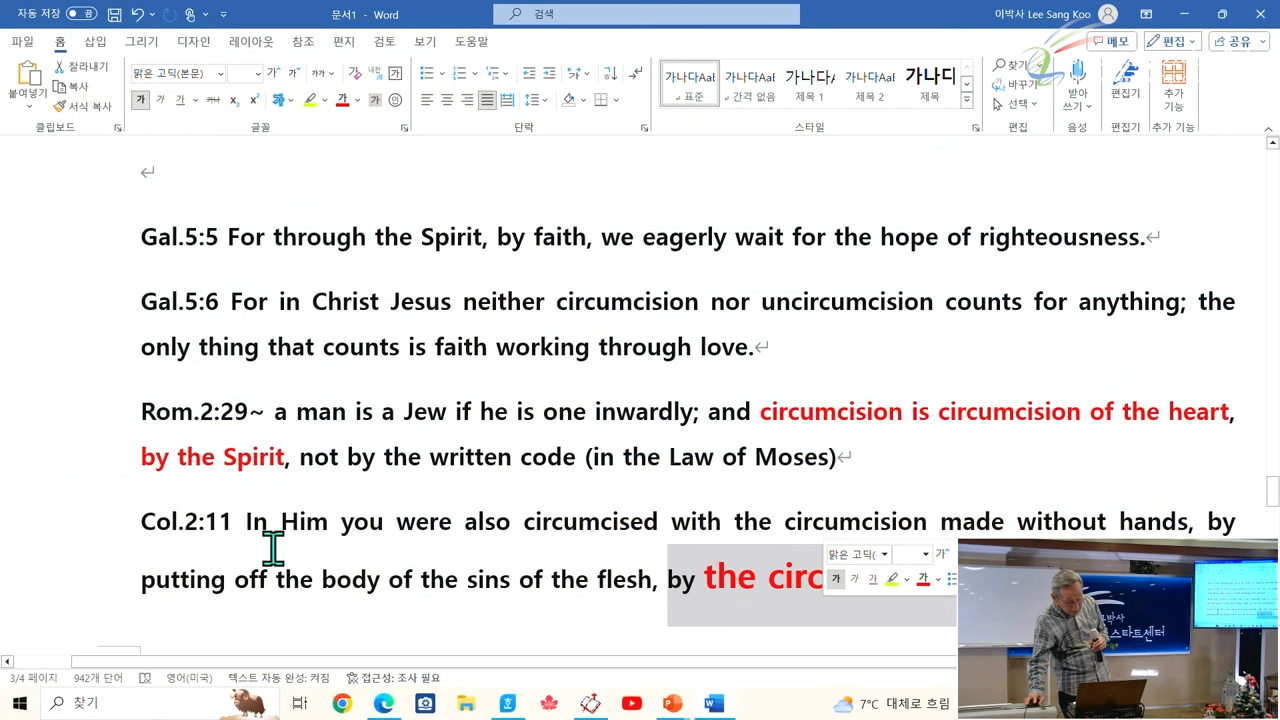 자동 저장
문서1 - Word
검색
이박사 Lee Sang Koo
파일 홈 삽입 그리기 디자인 레이아웃 참조 편지 검토 보기 도움말
메모 편집 공유
붙여넣기
잘라내기
복사
서식 복사
클립보드
맑은 고딕(본문)
글꼴
단락
가나다AaI 가나다AaI 가나다 가나다AaI 가나디
표준 간격 없음 제목 1 제목 2 제목
스타일
찾기
바꾸기
선택
편집
받아쓰기
음성
편집기
편집기
추가 기능
추가 기능
Gal.5:5 For through the Spirit, by faith, we eagerly wait for the hope of righteousness.
Gal.5:6 For in Christ Jesus neither circumcision nor uncircumcision counts for anything; the
only thing that counts is faith working through love.
Rom.2:29~ a man is a Jew if he is one inwardly; and circumcision is circumcision of the heart,
by the Spirit, not by the written code (in the Law of Moses)
Col.2:11 In Him you were also circumcised with the circumcision made without hands, by
putting off the body of the sins of the flesh, by the circ
맑은 고딕(
3/4 페이지 942개 단어 영어(미국) 텍스트 자동 완성: 켜짐 접근성: 조사 필요
찾기
7°C 대체로 흐림